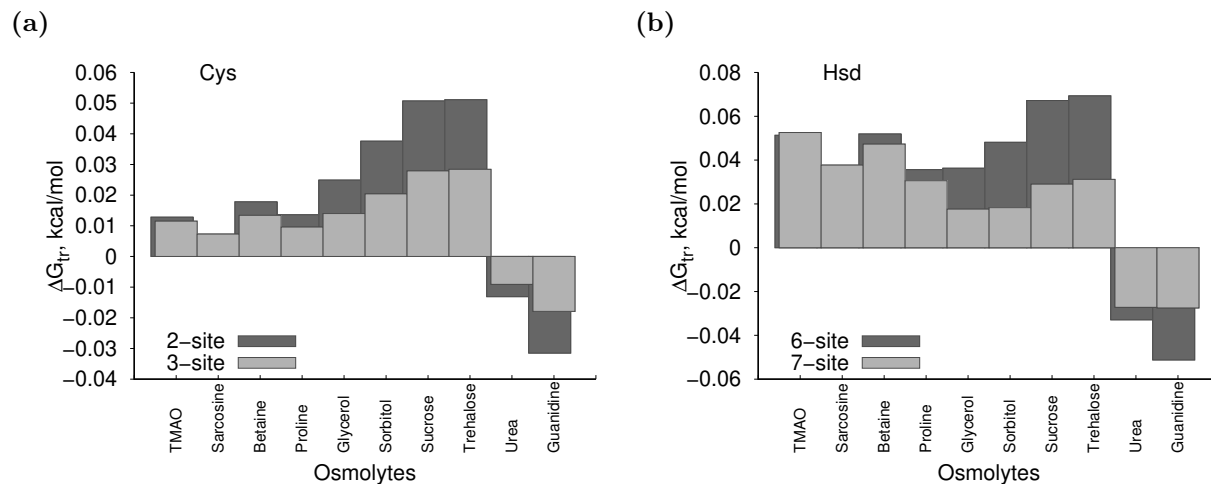 (a)
Cys
ΔG_tr, kcal/mol
0.06
0.05
0.04
0.03
0.02
0.01
0
−0.01
−0.02
−0.03
−0.04
2−site
3−site
TMAO
Sarcosine
Betaine
Proline
Glycerol
Sorbitol
Sucrose
Trehalose
Urea
Guanidine
Osmolytes
(b)
Hsd
ΔG_tr, kcal/mol
0.08
0.06
0.04
0.02
0
−0.02
−0.04
−0.06
6−site
7−site
TMAO
Sarcosine
Betaine
Proline
Glycerol
Sorbitol
Sucrose
Trehalose
Urea
Guanidine
Osmolytes